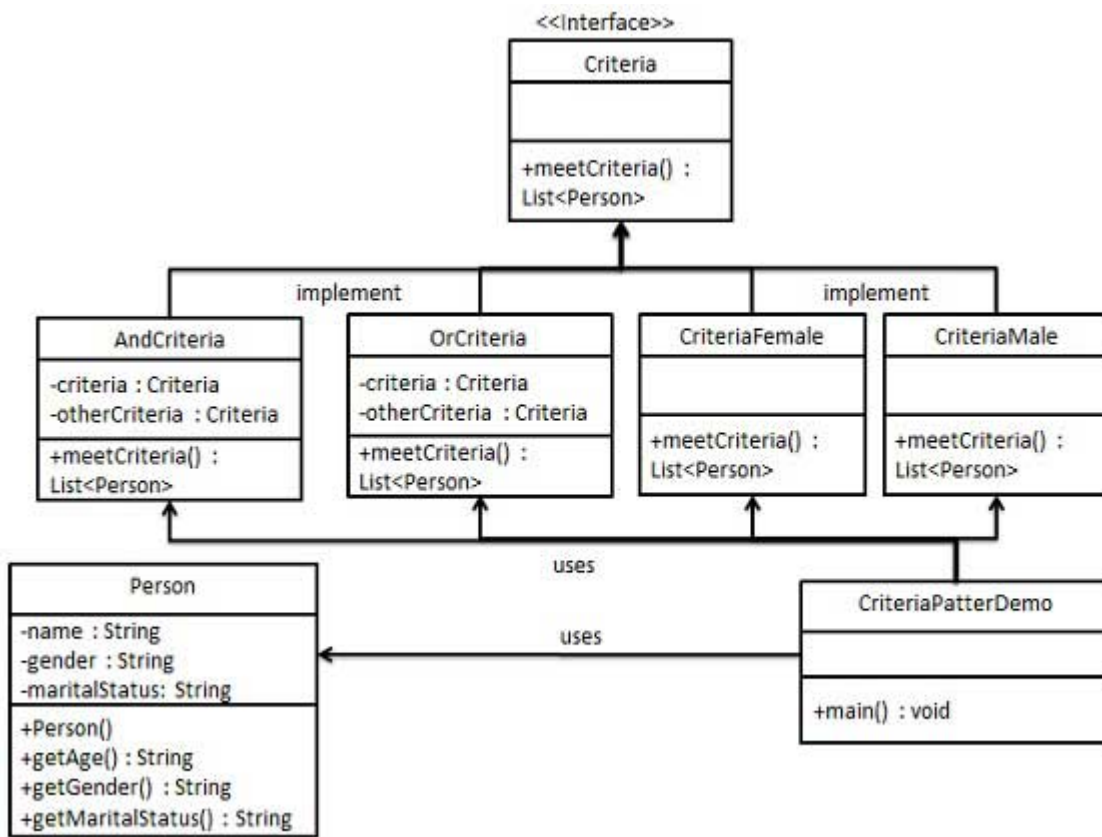 <<Interface>>
Criteria
+meetCriteria() :
List<Person>
implement
implement
AndCriteria
-criteria : Criteria
-otherCriteria : Criteria
+meetCriteria() :
List<Person>
OrCriteria
-criteria : Criteria
-otherCriteria : Criteria
+meetCriteria() :
List<Person>
CriteriaFemale
+meetCriteria() :
List<Person>
CriteriaMale
+meetCriteria() :
List<Person>
uses
Person
-name : String
-gender : String
-maritalStatus: String
+Person()
+getAge() : String
+getGender() : String
+getMaritalStatus() : String
uses
CriteriaPatterDemo
+main() : void